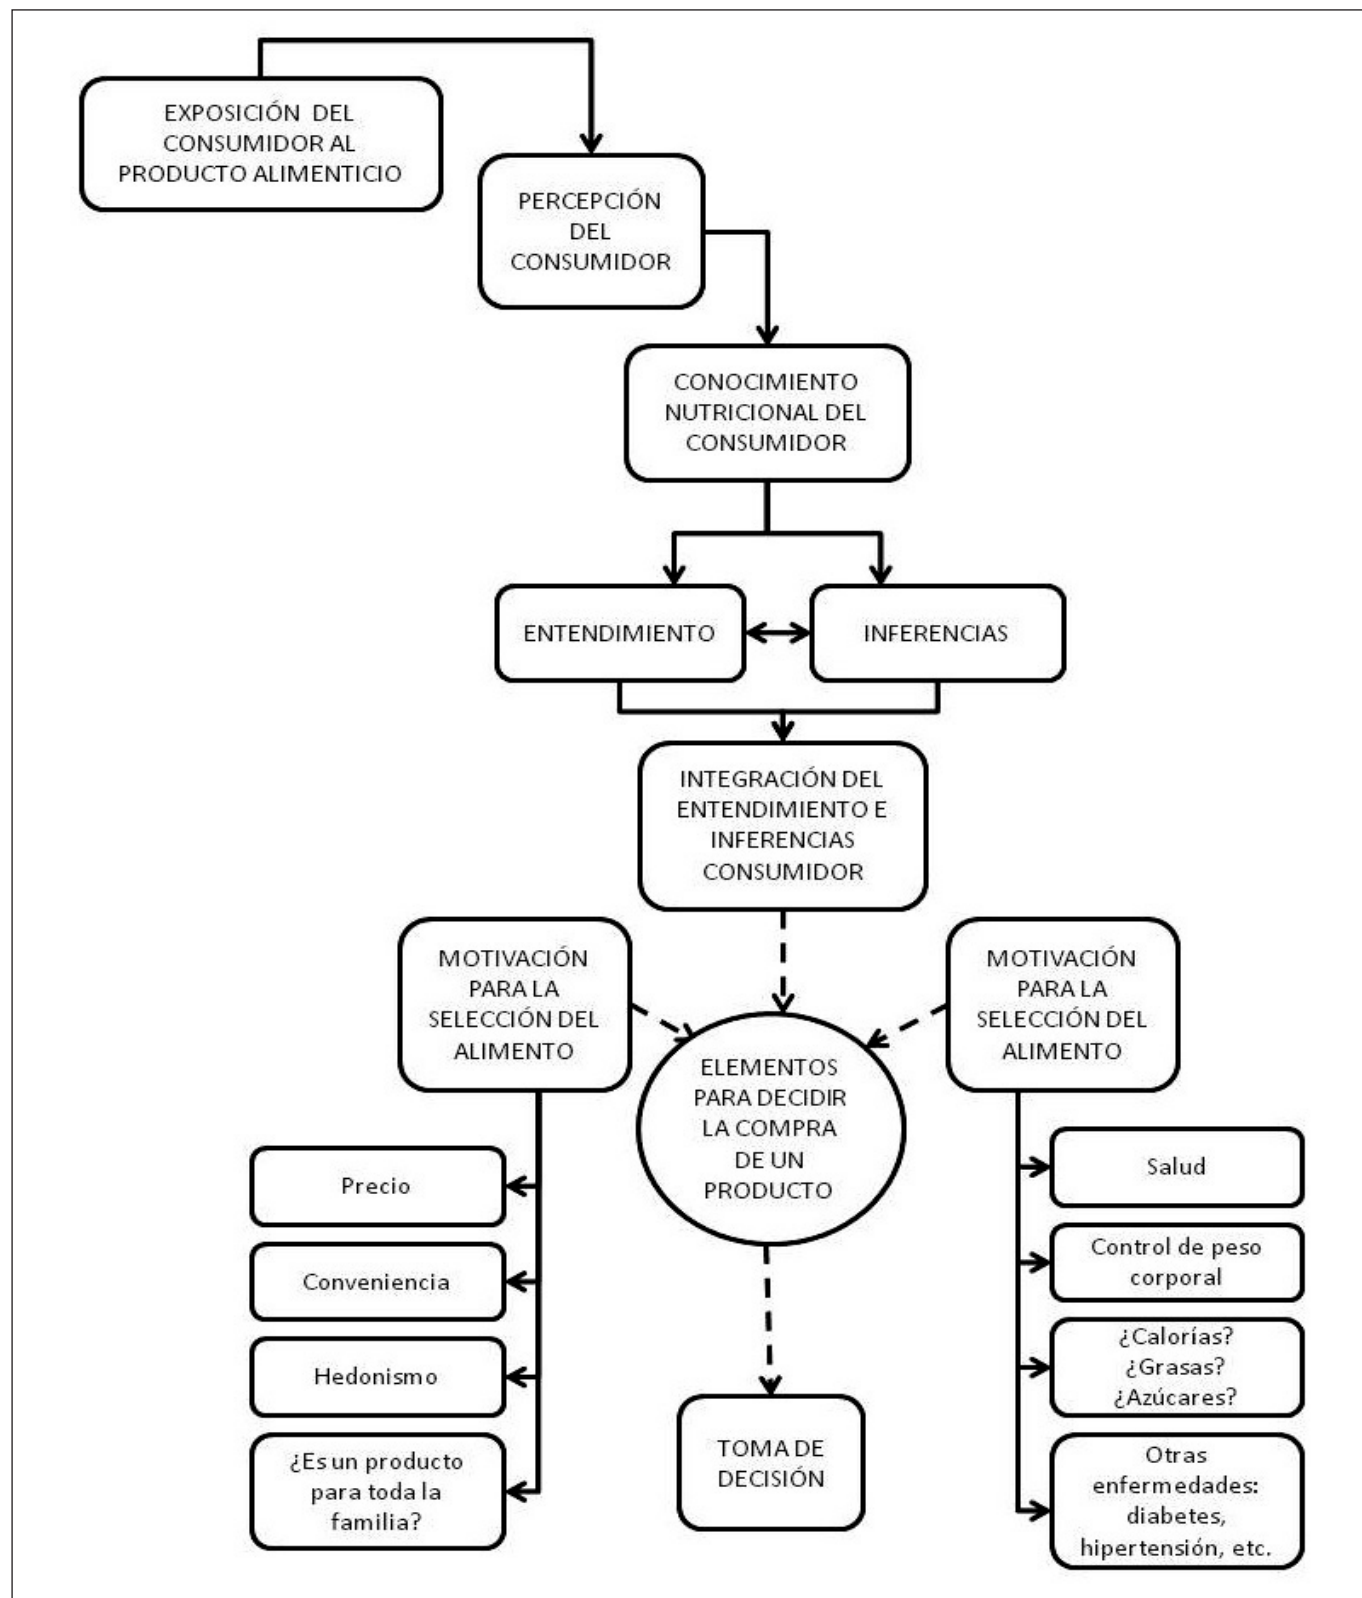 EXPOSICIÓN DEL
CONSUMIDOR AL
PRODUCTO ALIMENTICIO
PERCEPCIÓN
DEL
CONSUMIDOR
CONOCIMIENTO
NUTRICIONAL DEL
CONSUMIDOR
ENTENDIMIENTO
INFERENCIAS
INTEGRACIÓN DEL
ENTENDIMIENTO E
INFERENCIAS
CONSUMIDOR
MOTIVACIÓN
PARA LA
SELECCIÓN DEL
ALIMENTO
MOTIVACIÓN
PARA LA
SELECCIÓN DEL
ALIMENTO
ELEMENTOS
PARA DECIDIR
LA COMPRA
DE UN
PRODUCTO
Precio
Conveniencia
Hedonismo
¿Es un producto
para toda la
familia?
Salud
Control de peso
corporal
¿Calorías?
¿Grasas?
¿Azúcares?
Otras
enfermedades:
diabetes,
hipertensión, etc.
TOMA DE
DECISIÓN